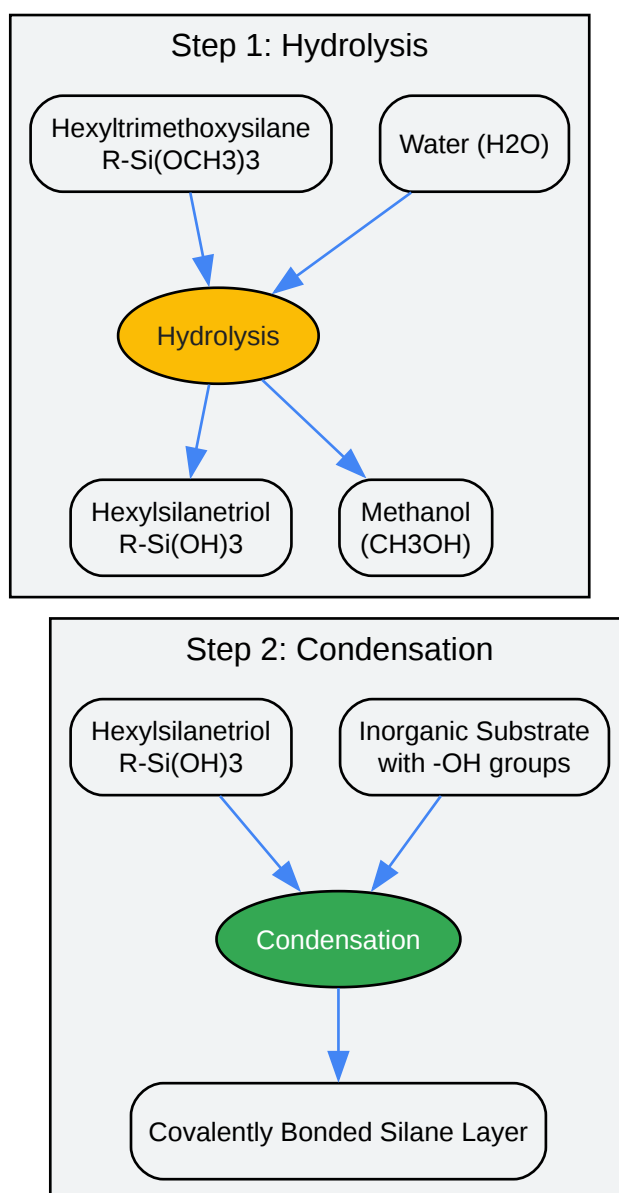 Step 1: Hydrolysis
Hexyltrimethoxysilane
R-Si(OCH3)3
Water (H2O)
Hydrolysis
Hexylsilanetriol
R-Si(OH)3
Methanol
(CH3OH)
Step 2: Condensation
Hexylsilanetriol
R-Si(OH)3
Inorganic Substrate
with -OH groups
Condensation
Covalently Bonded Silane Layer